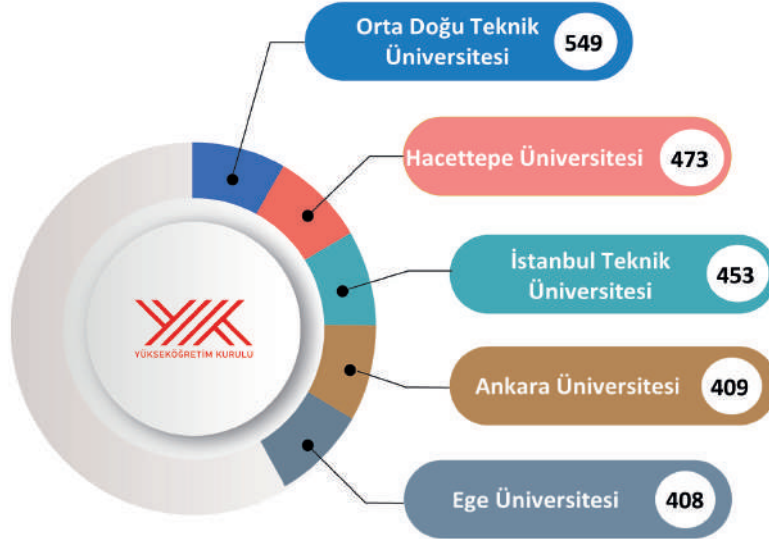 Orta Doğu Teknik
Üniversitesi
549
Hacettepe Üniversitesi
473
İstanbul Teknik
Üniversitesi
453
YÜKSEKÖĞRETİM KURULU
Ankara Üniversitesi
409
Ege Üniversitesi
408